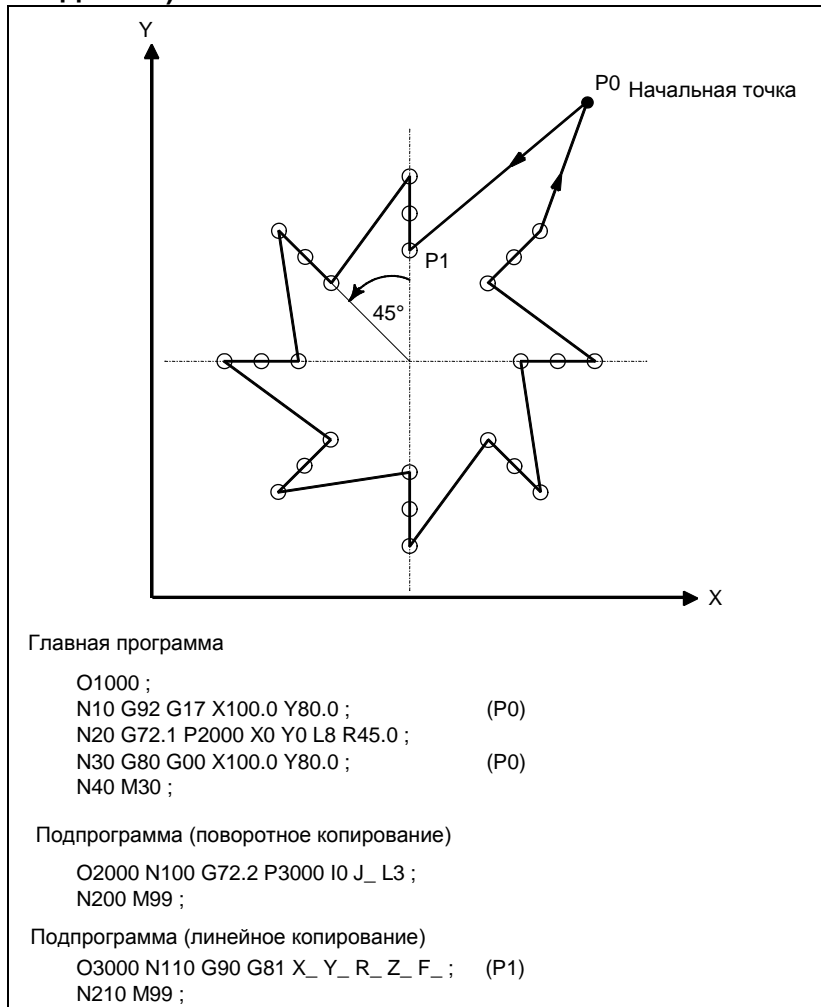 Y
P0 Начальная точка
P1
45°
X
Главная программа
O1000 ;
N10 G92 G17 X100.0 Y80.0 ; (P0)
N20 G72.1 P2000 X0 Y0 L8 R45.0 ;
N30 G80 G00 X100.0 Y80.0 ; (P0)
N40 M30 ;
Подпрограмма (поворотное копирование)
O2000 N100 G72.2 P3000 I0 J_ L3 ;
N200 M99 ;
Подпрограмма (линейное копирование)
O3000 N110 G90 G81 X_ Y_ R_ Z_ F_ ; (P1)
N210 M99 ;